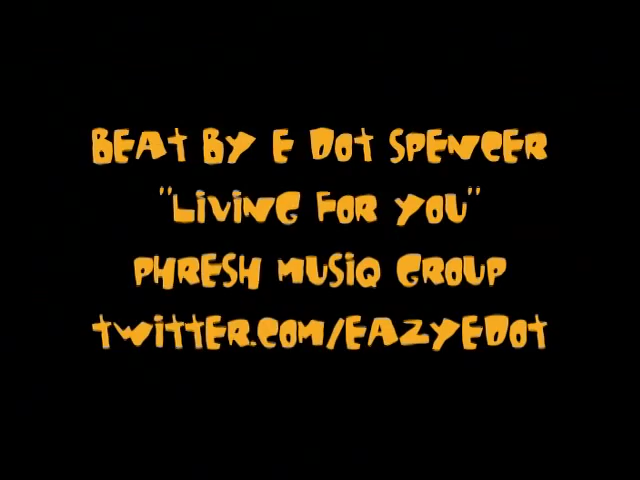 BEAT BY E DOT SPENCER
"LIVING FOR YOU"
PHRESH MUSIQ GROUP
TWITTER.COM/EAZYEDOT